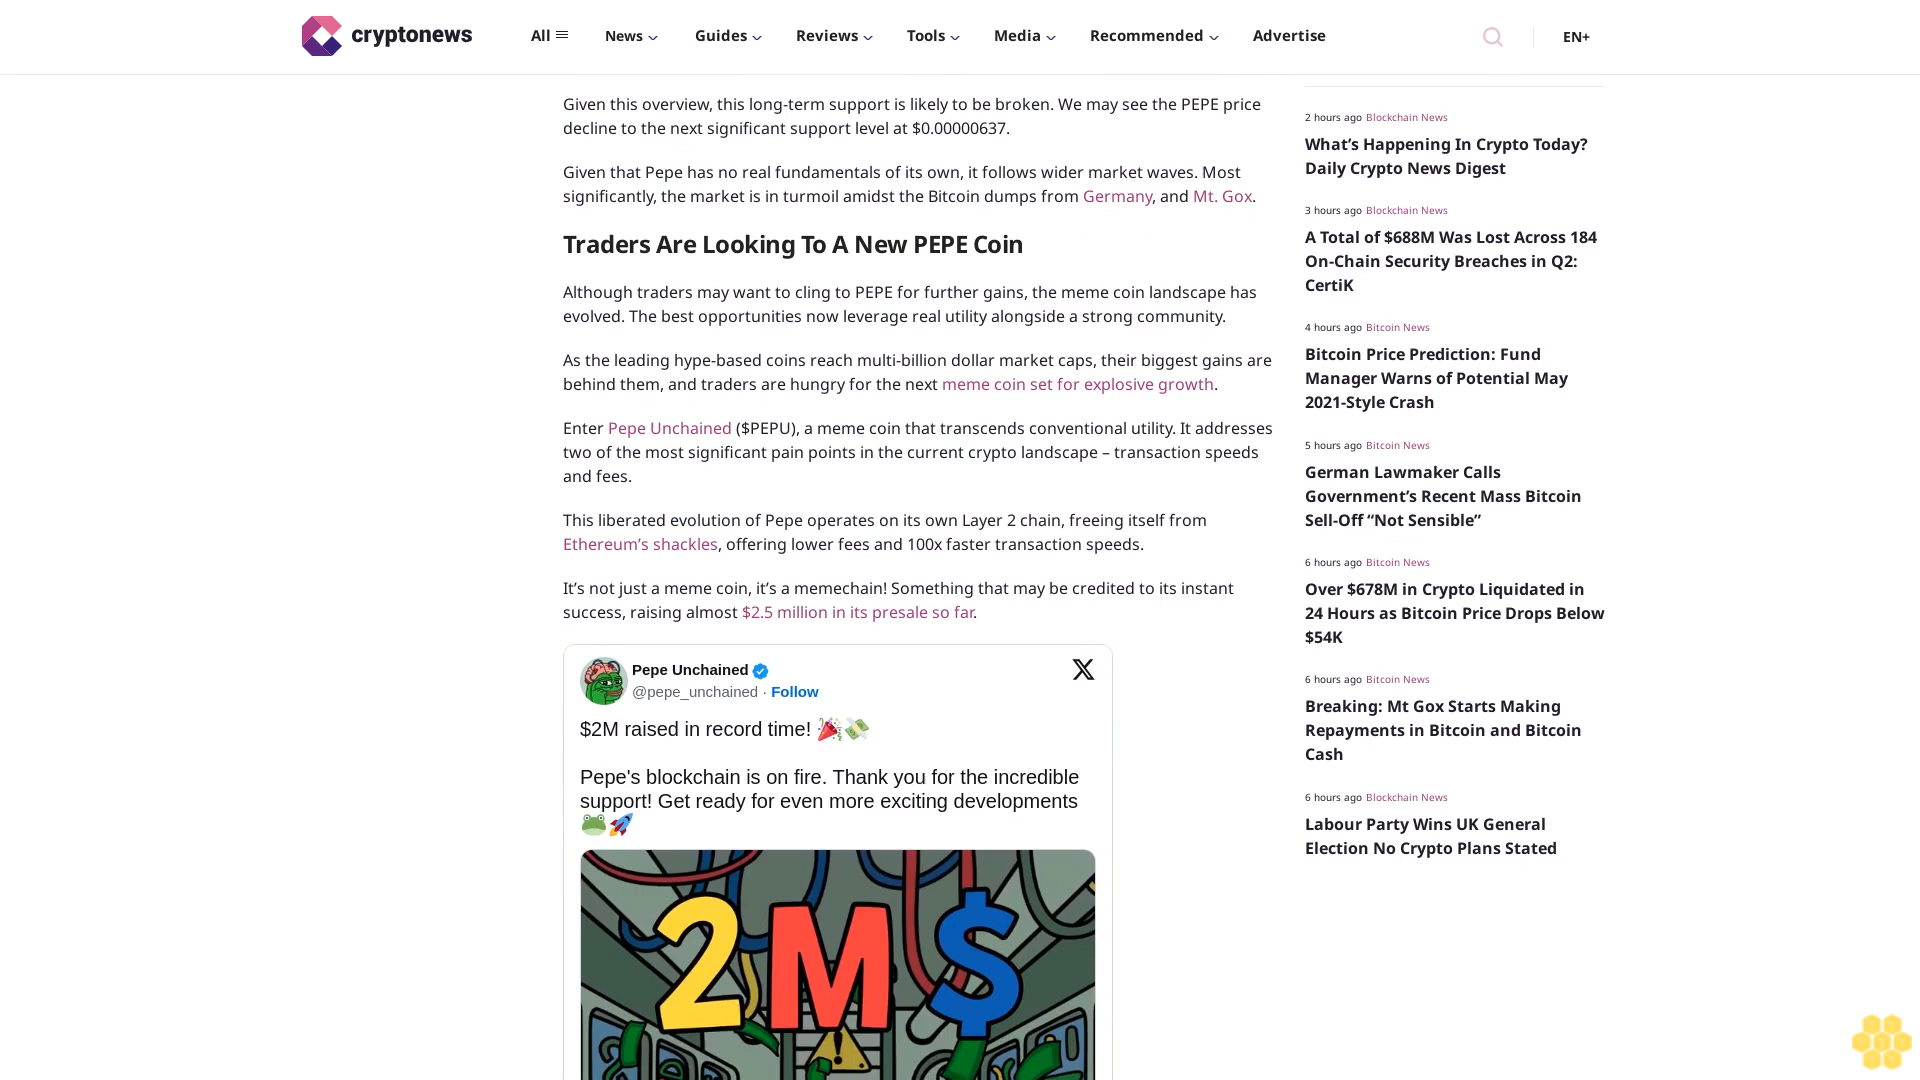 cryptonews
All
News
Guides
Reviews
Tools
Media
Recommended
Advertise
EN+
Given this overview, this long-term support is likely to be broken. We may see the PEPE price
decline to the next significant support level at $0.00000637.
Given that Pepe has no real fundamentals of its own, it follows wider market waves. Most
significantly, the market is in turmoil amidst the Bitcoin dumps from Germany, and Mt. Gox.
Traders Are Looking To A New PEPE Coin
Although traders may want to cling to PEPE for further gains, the meme coin landscape has
evolved. The best opportunities now leverage real utility alongside a strong community.
As the leading hype-based coins reach multi-billion dollar market caps, their biggest gains are
behind them, and traders are hungry for the next meme coin set for explosive growth.
Enter Pepe Unchained ($PEPU), a meme coin that transcends conventional utility. It addresses
two of the most significant pain points in the current crypto landscape – transaction speeds
and fees.
This liberated evolution of Pepe operates on its own Layer 2 chain, freeing itself from
Ethereum’s shackles, offering lower fees and 100x faster transaction speeds.
It’s not just a meme coin, it’s a memechain! Something that may be credited to its instant
success, raising almost $2.5 million in its presale so far.
Pepe Unchained
@pepe_unchained · Follow
$2M raised in record time! 🎉💸
Pepe's blockchain is on fire. Thank you for the incredible
support! Get ready for even more exciting developments
🐸🚀
2M$
2 hours ago Blockchain News
What’s Happening In Crypto Today?
Daily Crypto News Digest
3 hours ago Blockchain News
A Total of $688M Was Lost Across 184
On-Chain Security Breaches in Q2:
CertiK
4 hours ago Bitcoin News
Bitcoin Price Prediction: Fund
Manager Warns of Potential May
2021-Style Crash
5 hours ago Bitcoin News
German Lawmaker Calls
Government’s Recent Mass Bitcoin
Sell-Off “Not Sensible”
6 hours ago Bitcoin News
Over $678M in Crypto Liquidated in
24 Hours as Bitcoin Price Drops Below
$54K
6 hours ago Bitcoin News
Breaking: Mt Gox Starts Making
Repayments in Bitcoin and Bitcoin
Cash
6 hours ago Blockchain News
Labour Party Wins UK General
Election No Crypto Plans Stated